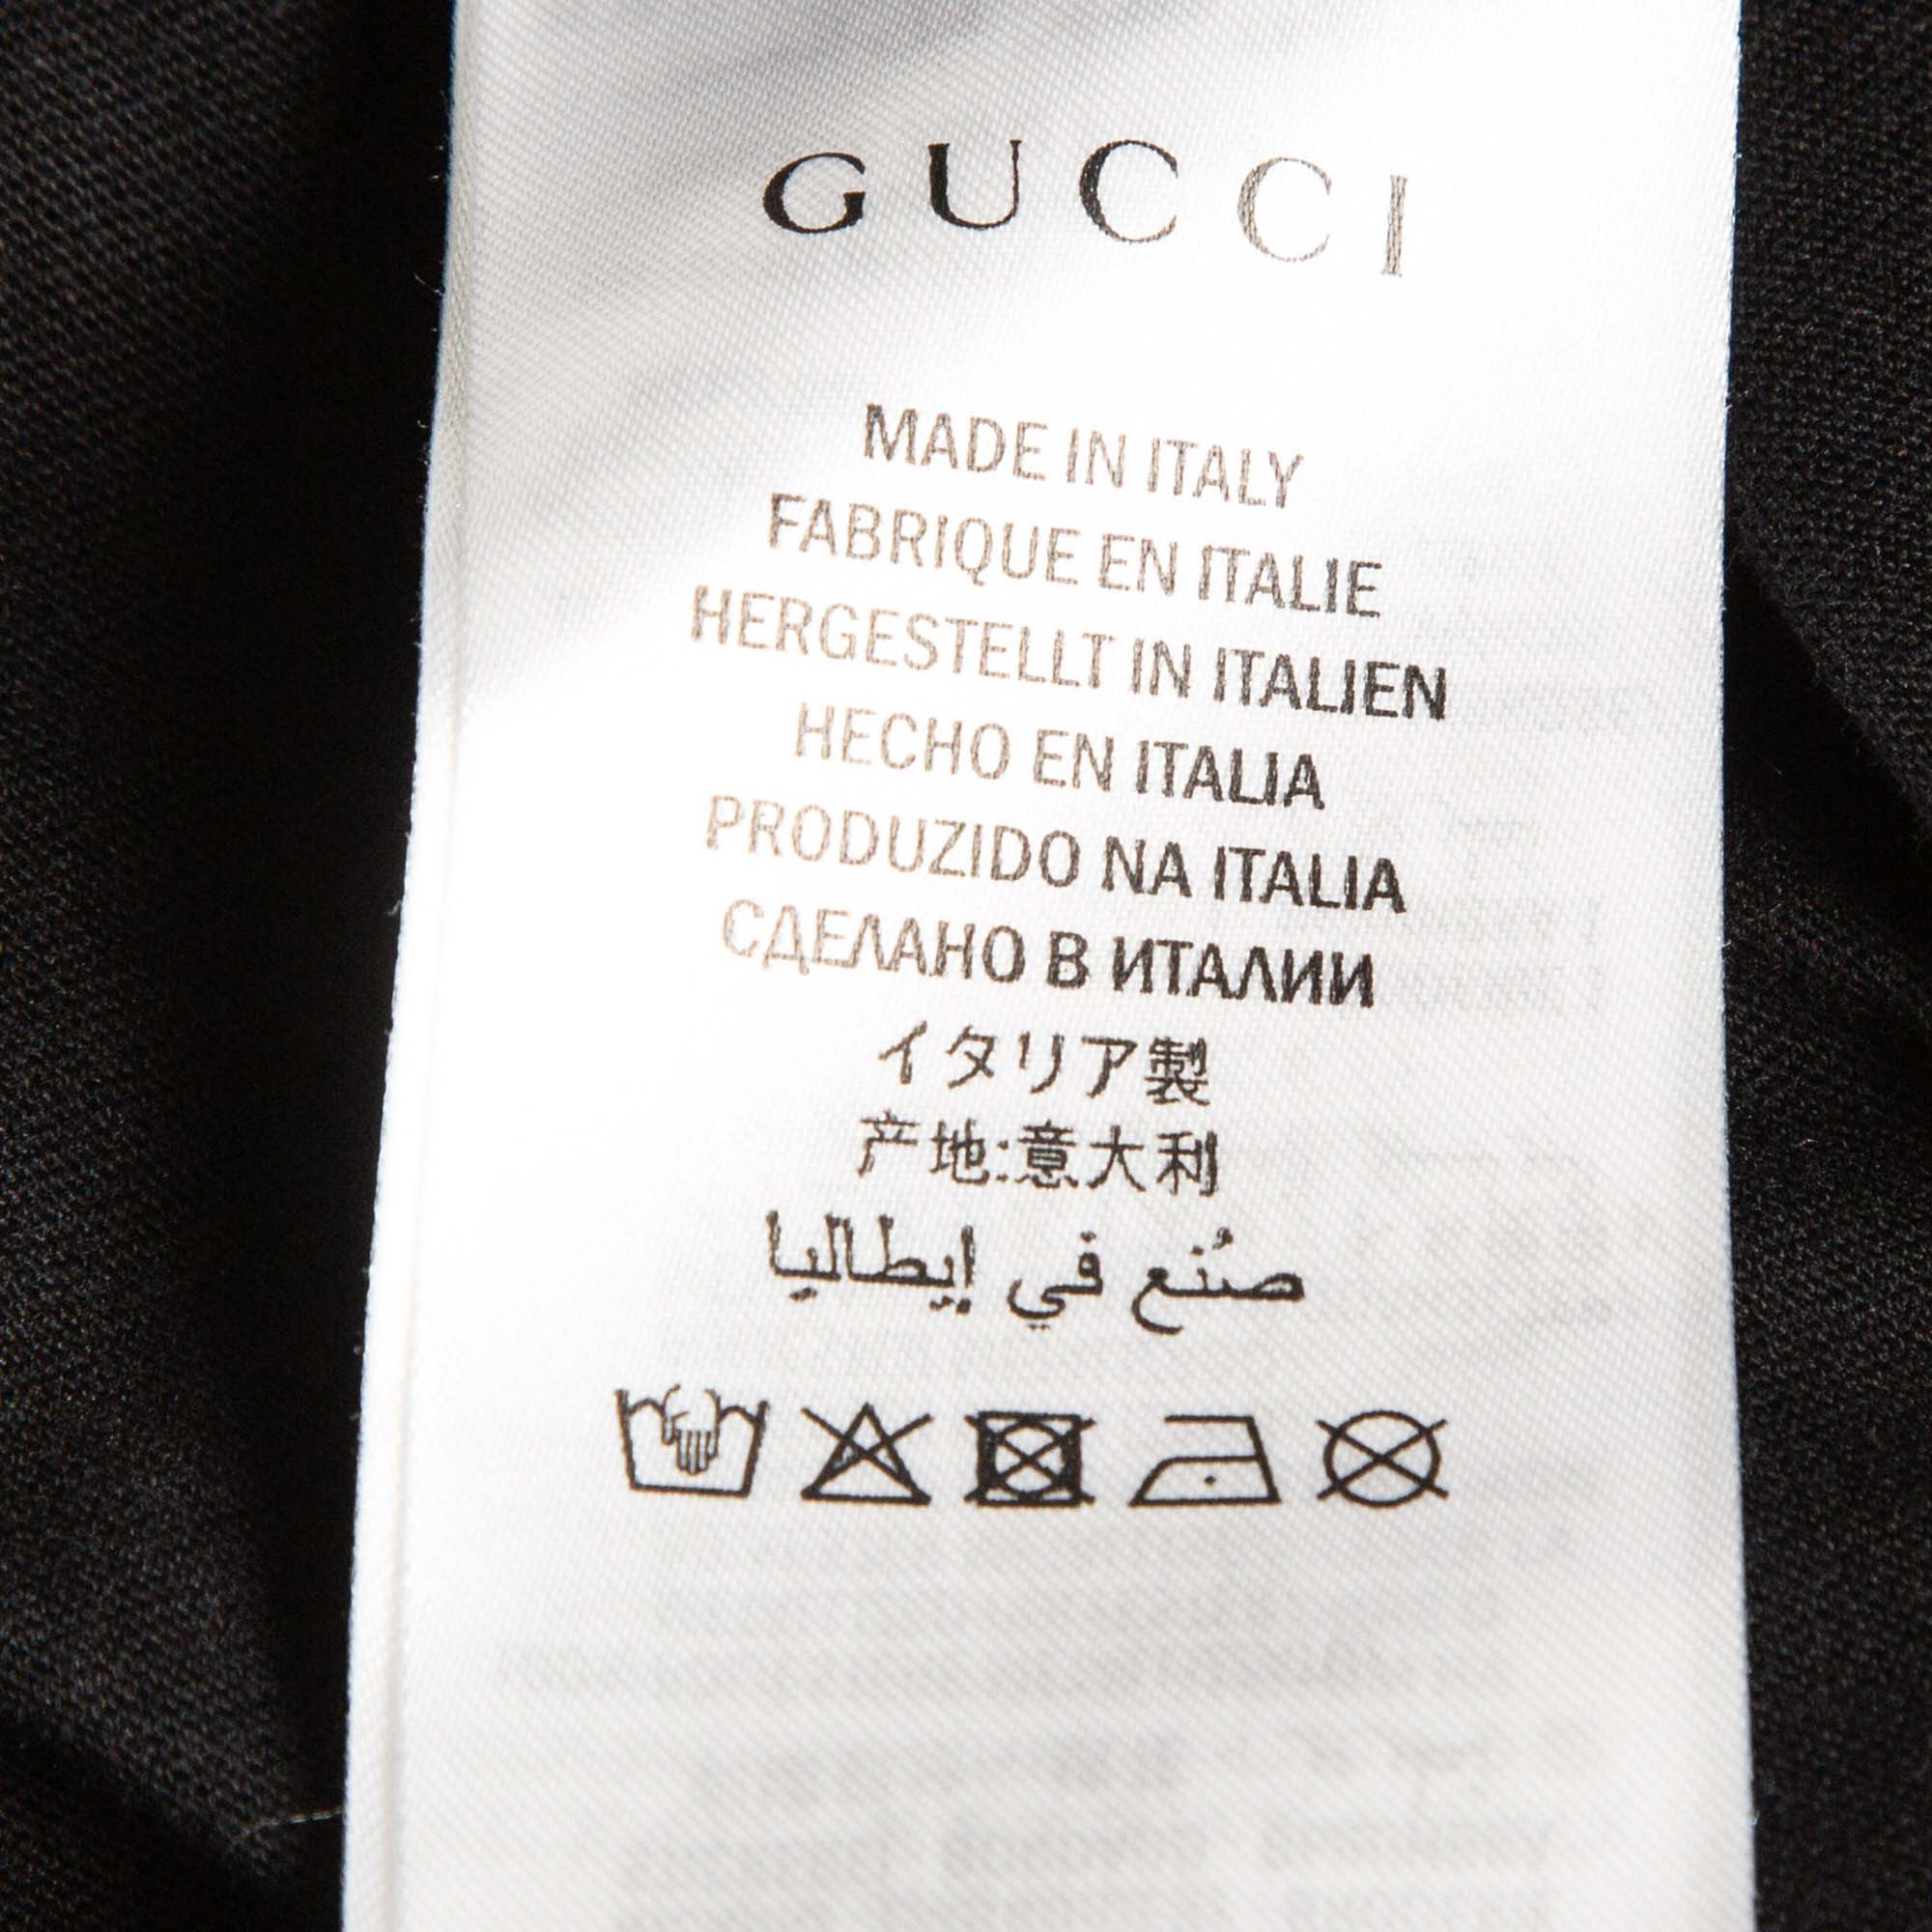 GUCCI
MADE IN ITALY
FABRIQUE EN ITALIE
HERGESTELLT IN ITALIEN
HECHO EN ITALIA
PRODUZIDO NA ITALIA
СДЕЛАНО В ИТАЛИИ
イタリア製
产地:意大利
صُنع في إيطاليا